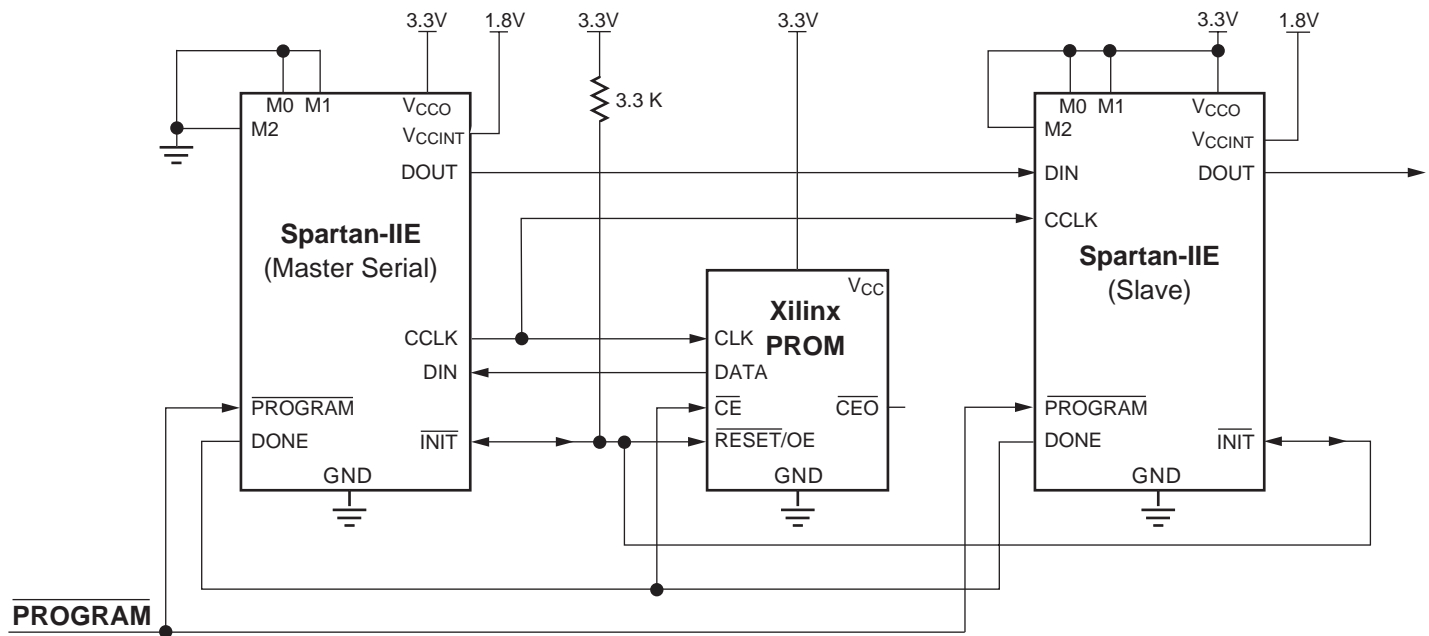 3.3V 1.8V 3.3V 3.3V 3.3V 1.8V
M0 M1 VCCO
M2
VCCINT
DOUT
Spartan-IIE
(Master Serial)
CCLK
DIN
PROGRAM
DONE INIT
GND
3.3 K
VCC
Xilinx
PROM
CLK
DATA
CE CEO
RESET/OE
GND
M0 M1 VCCO
M2
VCCINT
DIN DOUT
CCLK
Spartan-IIE
(Slave)
PROGRAM
DONE INIT
GND
PROGRAM